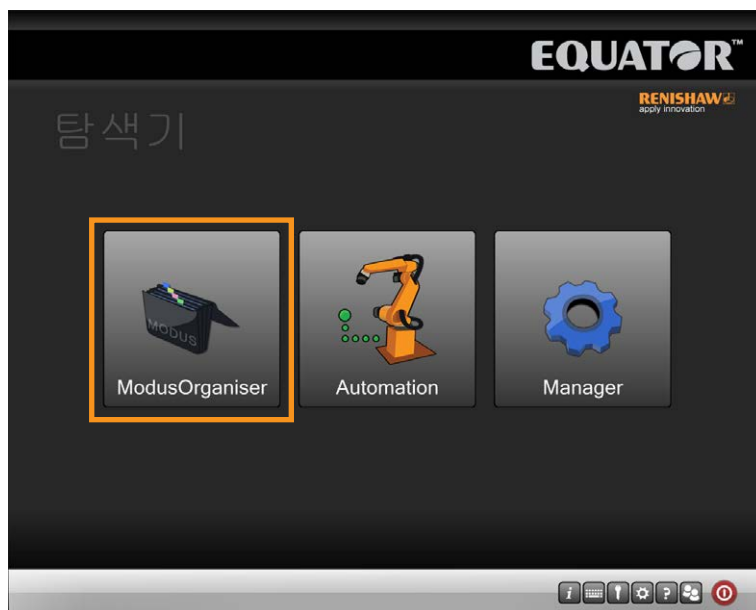 EQUATOR™
RENISHAW
apply innovation
탐색기
MODUS
ModusOrganiser
Automation
Manager
i
?